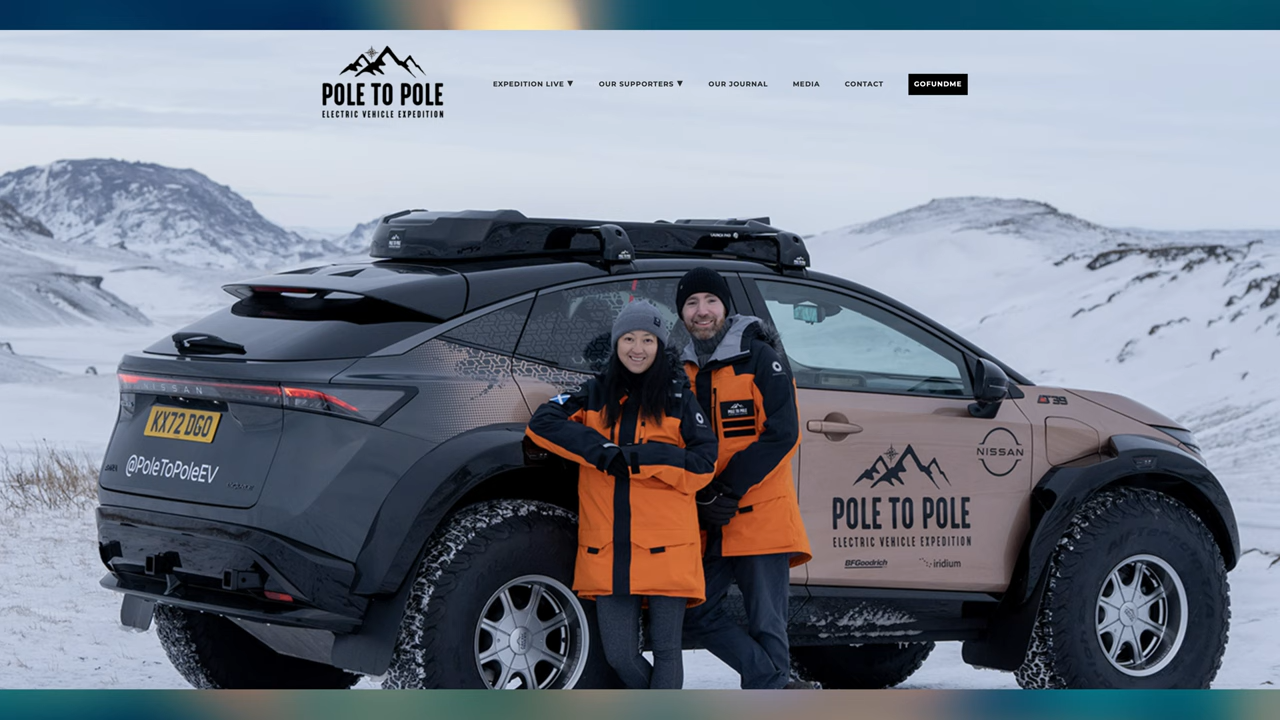 POLE TO POLE
ELECTRIC VEHICLE EXPEDITION
EXPEDITION LIVE ▼
OUR SUPPORTERS ▼
OUR JOURNAL
MEDIA
CONTACT
GOFUNDME
NISSAN
KX72 DGO
@PoleToPoleEV
POLE TO POLE
NISSAN
POLE TO POLE
ELECTRIC VEHICLE EXPEDITION
BFGoodrich
iridium